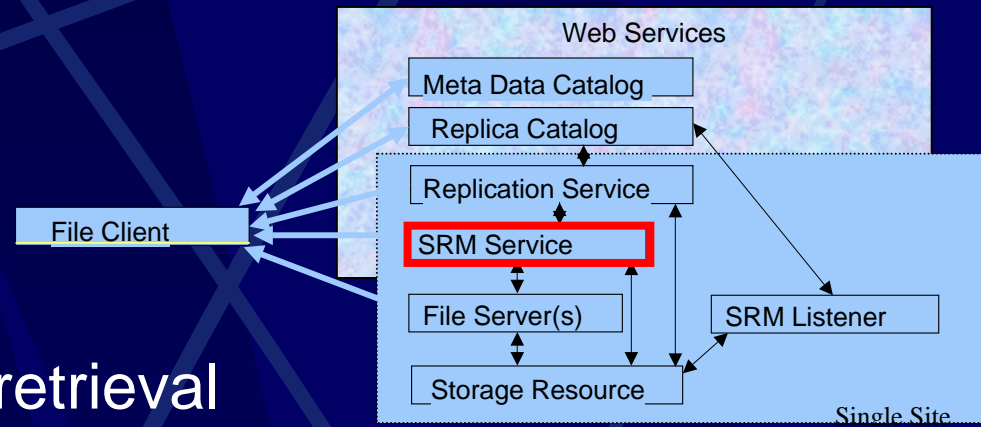 Web Services
Meta Data Catalog
Replica Catalog
Replication Service
File Client
SRM Service
File Server(s)
SRM Listener
retrieval
Storage Resource
Single Site